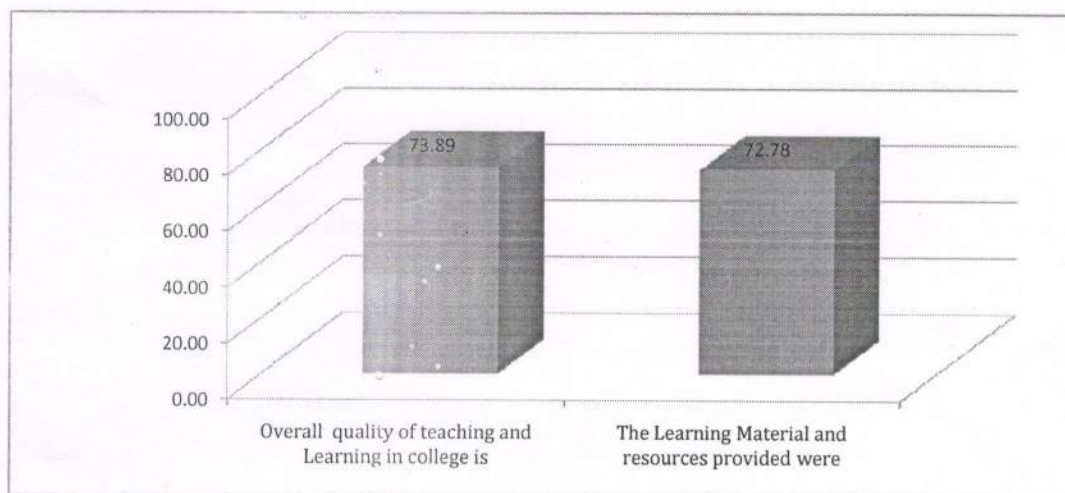 100.00
80.00
60.00
40.00
20.00
0.00
73.89
72.78
Overall quality of teaching and
Learning in college is
The Learning Material and
resources provided were